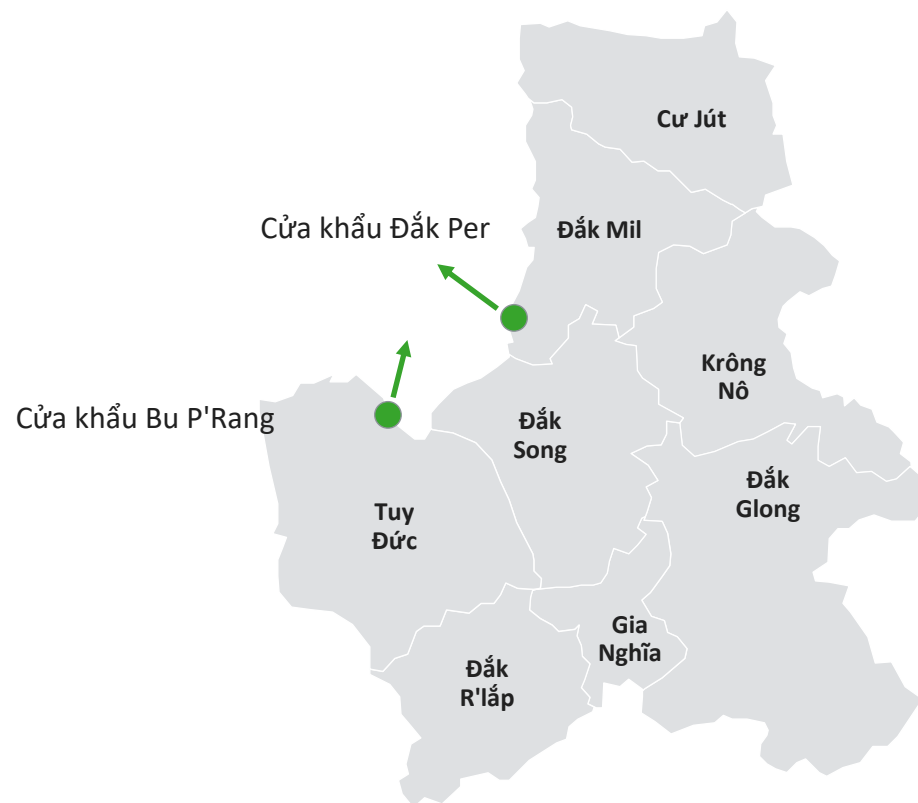 Cư Jút
Cửa khẩu Đắk Per
Đắk Mil
Krông
Nô
Cửa khẩu Bu P'Rang
Đắk
Song
Đắk
Glong
Tuy
Đức
Gia
Nghĩa
Đắk
R'lắp